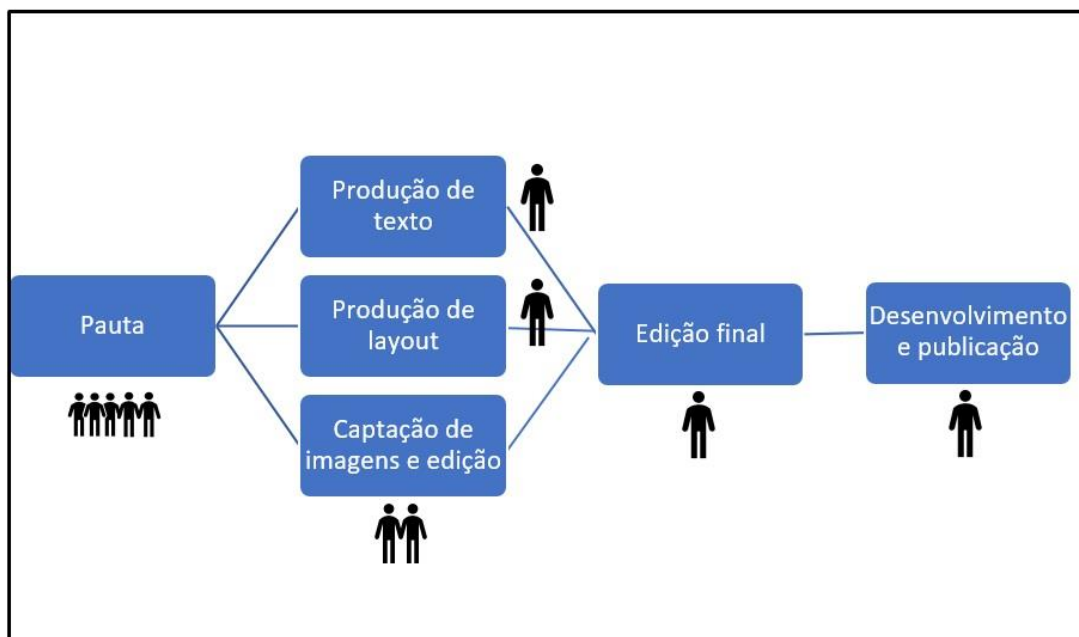 Pauta
Produção de
texto
Produção de
layout
Captação de
imagens e edição
Edição final
Desenvolvimento
e publicação